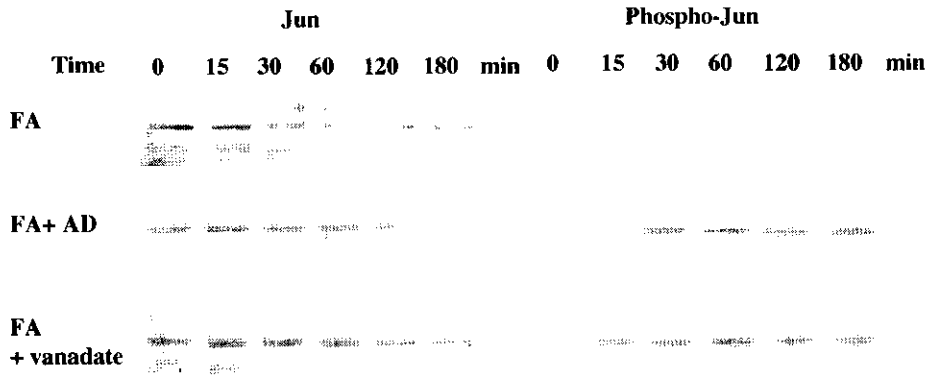 Jun Phospho-Jun
Time 0 15 30 60 120 180 min 0 15 30 60 120 180 min
FA
FA+ AD
FA
+ vanadate